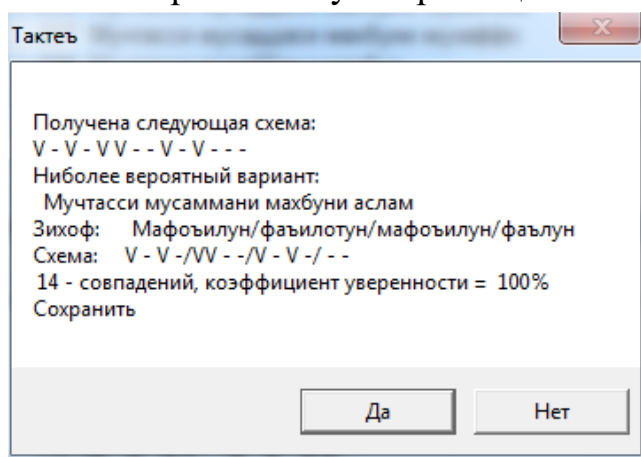 Тактеъ
Получена следующая схема:
V - V - V V - - V - V - - -
Ниболее вероятный вариант:
Мучтасси мусаммани махбуни аслам
Зихоф: Мафоъилун/фаъилотун/мафоъилун/фаълун
Схема: V - V -/VV - -/V - V -/ - -
14 - совпадений, коэффициент уверенности = 100%
Сохранить
Да Нет